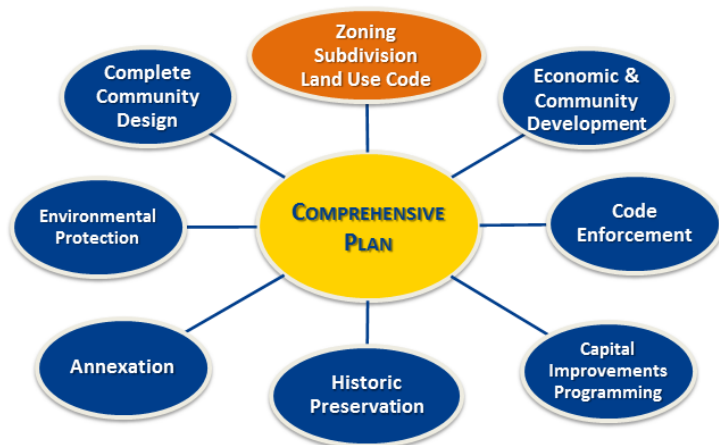 Zoning
Subdivision
Land Use Code
Complete
Community
Design
Economic &
Community
Development
Environmental
Protection
COMPREHENSIVE
PLAN
Code
Enforcement
Annexation
Historic
Preservation
Capital
Improvements
Programming